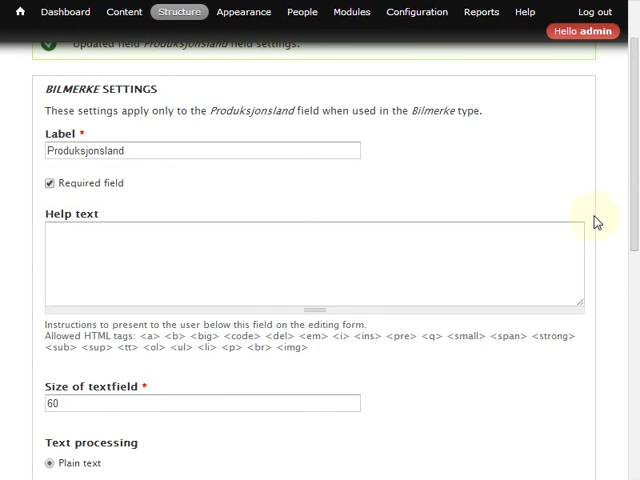 Dashboard Content Structure Appearance People Modules Configuration Reports Help Log out
Hello admin
Updated field Produksjonsland field settings.
BILMERKE SETTINGS
These settings apply only to the Produksjonsland field when used in the Bilmerke type.
Label *
Produksjonsland
Required field
Help text
Instructions to present to the user below this field on the editing form.
Allowed HTML tags: <a> <b> <big> <code> <del> <em> <i> <ins> <pre> <q> <small> <span> <strong>
<sub> <sup> <tt> <ol> <ul> <li> <p> <br> <img>
Size of textfield *
60
Text processing
Plain text